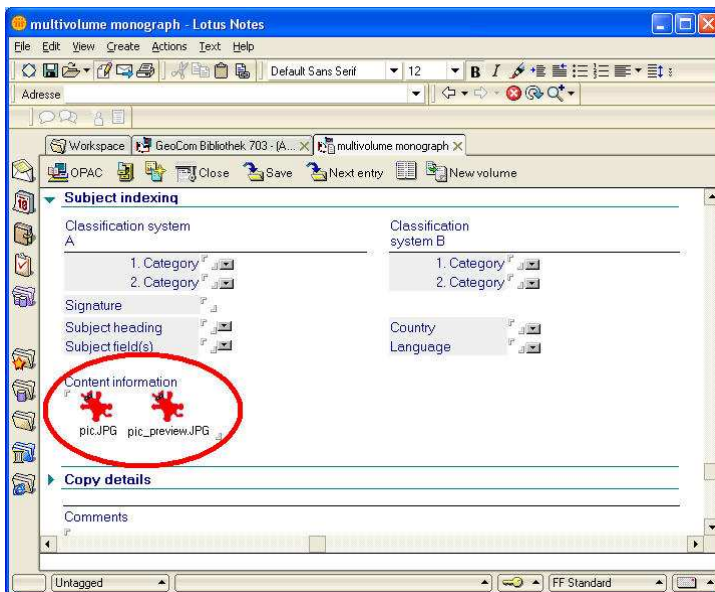 multivolume monograph - Lotus Notes
File Edit View Create Actions Text Help
Default Sans Serif 12 B I
Adresse
Workspace GeoCom Bibliothek 703 - (A... multivolume monograph
OPAC Close Save Next entry New volume
Subject indexing
Classification system A Classification system B
1. Category 1. Category
2. Category 2. Category
Signature
Subject heading Country
Subject field(s) Language
Content information
pic.JPG pic_preview.JPG
Copy details
Comments
Untagged FF Standard